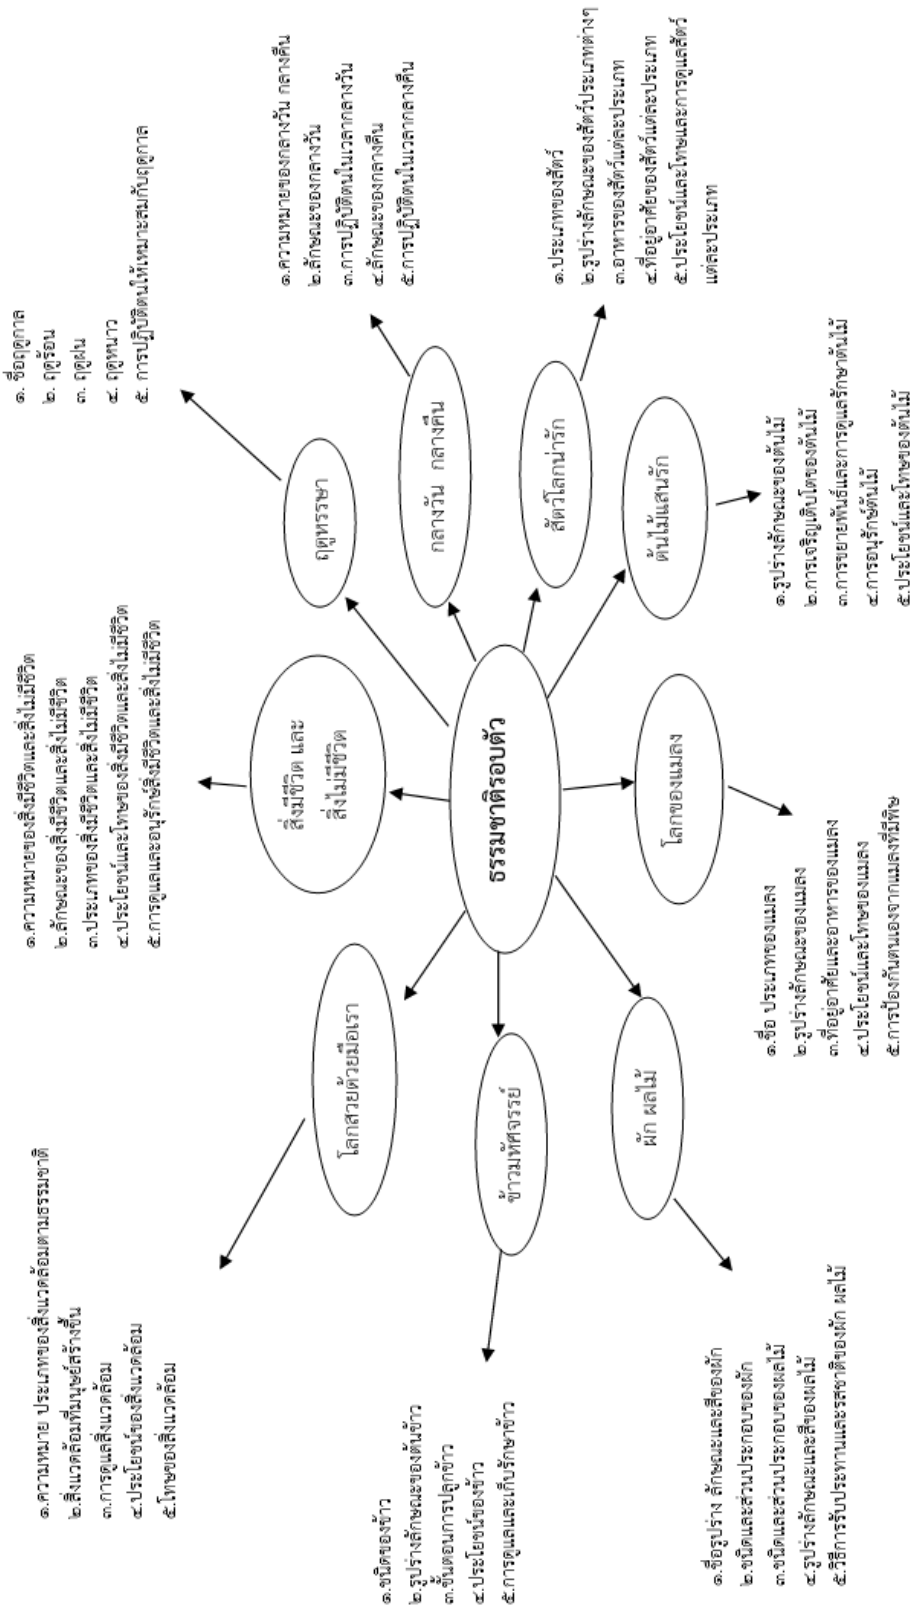 ๑.ความหมาย ประเภทของสิ่งแวดล้อมตามธรรมชาติ
๒.สิ่งแวดล้อมที่มนุษย์สร้างขึ้น
๓.การดูแลสิ่งแวดล้อม
๔.ประโยชน์ของสิ่งแวดล้อม
๕.โทษของสิ่งแวดล้อม
๑.ความหมายของสิ่งมีชีวิตและสิ่งไม่มีชีวิต
๒.ลักษณะของสิ่งมีชีวิตและสิ่งไม่มีชีวิต
๓.ประเภทของสิ่งมีชีวิตและสิ่งไม่มีชีวิต
๔.ประโยชน์และโทษของสิ่งมีชีวิตและสิ่งไม่มีชีวิต
๕.การดูแลและอนุรักษ์สิ่งมีชีวิตและสิ่งไม่มีชีวิต
๑. ชื่อฤดูกาล
๒. ฤดูร้อน
๓. ฤดูฝน
๔. ฤดูหนาว
๕. การปฏิบัติตนให้เหมาะสมกับฤดูกาล
๑.ความหมายของกลางวัน กลางคืน
๒.ลักษณะของกลางวัน
๓.การปฏิบัติตนในเวลากลางวัน
๔.ลักษณะของกลางคืน
๕.การปฏิบัติตนในเวลากลางคืน
โลกสวยด้วยมือเรา
สิ่งมีชีวิต และ
สิ่งไม่มีชีวิต
ฤดูหรรษา
กลางวัน กลางคืน
ข้าวมหัศจรรย์
ธรรมชาติรอบตัว
สัตว์โลกน่ารัก
ผัก ผลไม้
โลกของแมลง
ต้นไม้แสนรัก
๑.ชนิดของข้าว
๒.รูปร่างลักษณะของต้นข้าว
๓.ขั้นตอนการปลูกข้าว
๔.ประโยชน์ของข้าว
๕.การดูแลและเก็บรักษาข้าว
๑.ประเภทของสัตว์
๒.รูปร่างลักษณะของสัตว์ประเภทต่างๆ
๓.อาหารของสัตว์แต่ละประเภท
๔.ที่อยู่อาศัยของสัตว์แต่ละประเภท
๕.ประโยชน์และโทษและการดูแลสัตว์
แต่ละประเภท
๑.ชื่อรูปร่าง ลักษณะและสีของผัก
๒.ชนิดและส่วนประกอบของผัก
๓.ชนิดและส่วนประกอบของผลไม้
๔.รูปร่างลักษณะและสีของผลไม้
๕.วิธีการรับประทานและรสชาติของผัก ผลไม้
๑.ชื่อ ประเภทของแมลง
๒.รูปร่างลักษณะของแมลง
๓.ที่อยู่อาศัยและอาหารของแมลง
๔.ประโยชน์และโทษของแมลง
๕.การป้องกันตนเองจากแมลงที่มีพิษ
๑.รูปร่างลักษณะของต้นไม้
๒.การเจริญเติบโตของต้นไม้
๓.การขยายพันธ์และการดูแลรักษาต้นไม้
๔.การอนุรักษ์ต้นไม้
๕.ประโยชน์และโทษของต้นไม้